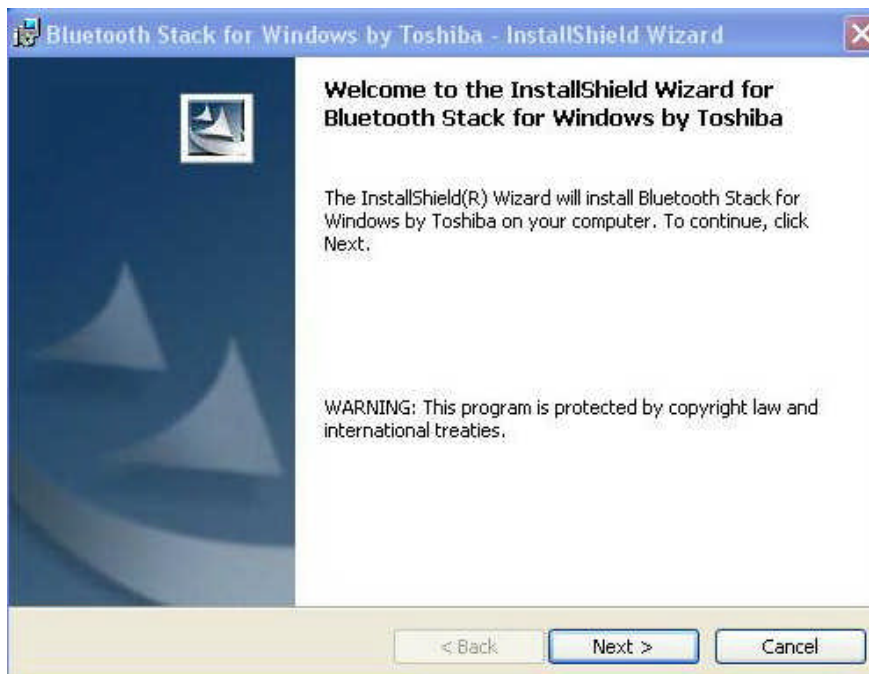 Bluetooth Stack for Windows by Toshiba - InstallShield Wizard
Welcome to the InstallShield Wizard for
Bluetooth Stack for Windows by Toshiba
The InstallShield(R) Wizard will install Bluetooth Stack for
Windows by Toshiba on your computer. To continue, click
Next.
WARNING: This program is protected by copyright law and
international treaties.
< Back
Next >
Cancel